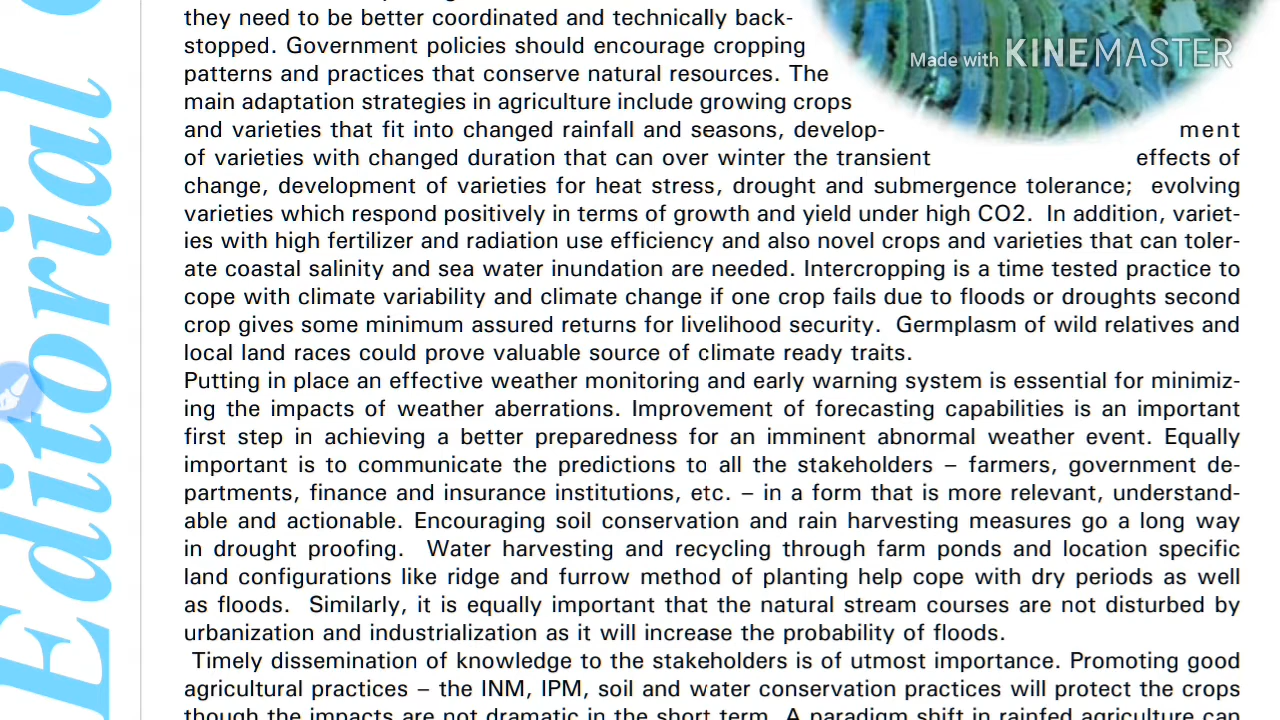 they need to be better coordinated and technically back-
stopped. Government policies should encourage cropping
patterns and practices that conserve natural resources. The
main adaptation strategies in agriculture include growing crops
and varieties that fit into changed rainfall and seasons, develop- ment
of varieties with changed duration that can over winter the transient effects of
change, development of varieties for heat stress, drought and submergence tolerance; evolving
varieties which respond positively in terms of growth and yield under high CO2. In addition, variet-
ies with high fertilizer and radiation use efficiency and also novel crops and varieties that can toler-
ate coastal salinity and sea water inundation are needed. Intercropping is a time tested practice to
cope with climate variability and climate change if one crop fails due to floods or droughts second
crop gives some minimum assured returns for livelihood security. Germplasm of wild relatives and
local land races could prove valuable source of climate ready traits.
Putting in place an effective weather monitoring and early warning system is essential for minimiz-
ing the impacts of weather aberrations. Improvement of forecasting capabilities is an important
first step in achieving a better preparedness for an imminent abnormal weather event. Equally
important is to communicate the predictions to all the stakeholders – farmers, government de-
partments, finance and insurance institutions, etc. – in a form that is more relevant, understand-
able and actionable. Encouraging soil conservation and rain harvesting measures go a long way
in drought proofing. Water harvesting and recycling through farm ponds and location specific
land configurations like ridge and furrow method of planting help cope with dry periods as well
as floods. Similarly, it is equally important that the natural stream courses are not disturbed by
urbanization and industrialization as it will increase the probability of floods.
Timely dissemination of knowledge to the stakeholders is of utmost importance. Promoting good
agricultural practices – the INM, IPM, soil and water conservation practices will protect the crops
though the impacts are not dramatic in the short term. A paradigm shift in rainfed agriculture can
Editorial
Made with KINEMASTER